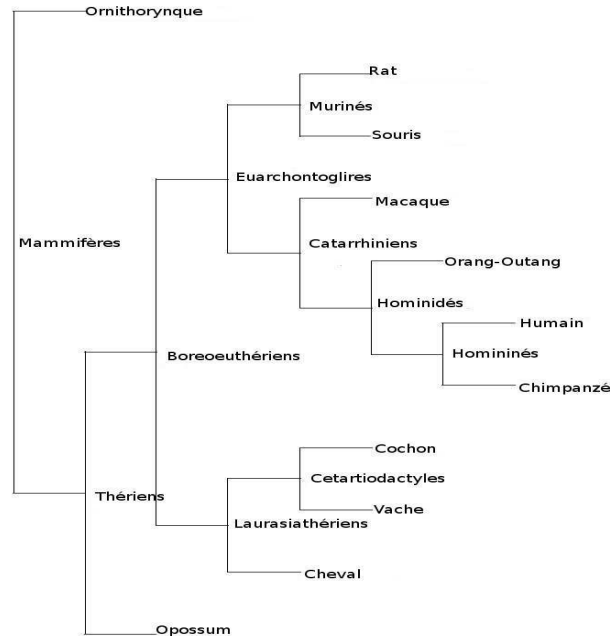 Ornithorynque
Rat
Murinés
Souris
Euarchontoglires
Macaque
Mammifères
Catarrhiniens
Orang-Outang
Hominidés
Humain
Homininés
Boreoeuthériens
Chimpanzé
Cochon
Cetartiodactyles
Thériens
Vache
Laurasiathériens
Cheval
Opossum